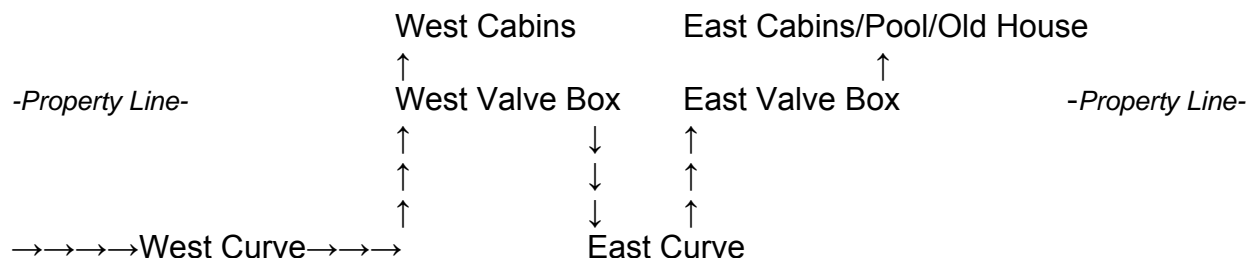 West Cabins East Cabins/Pool/Old House
↑ ↑
-Property Line- West Valve Box East Valve Box -Property Line-
↑ ↓ ↑
↑ ↓ ↑
↑ ↓ ↑
→→→→West Curve→→→ East Curve